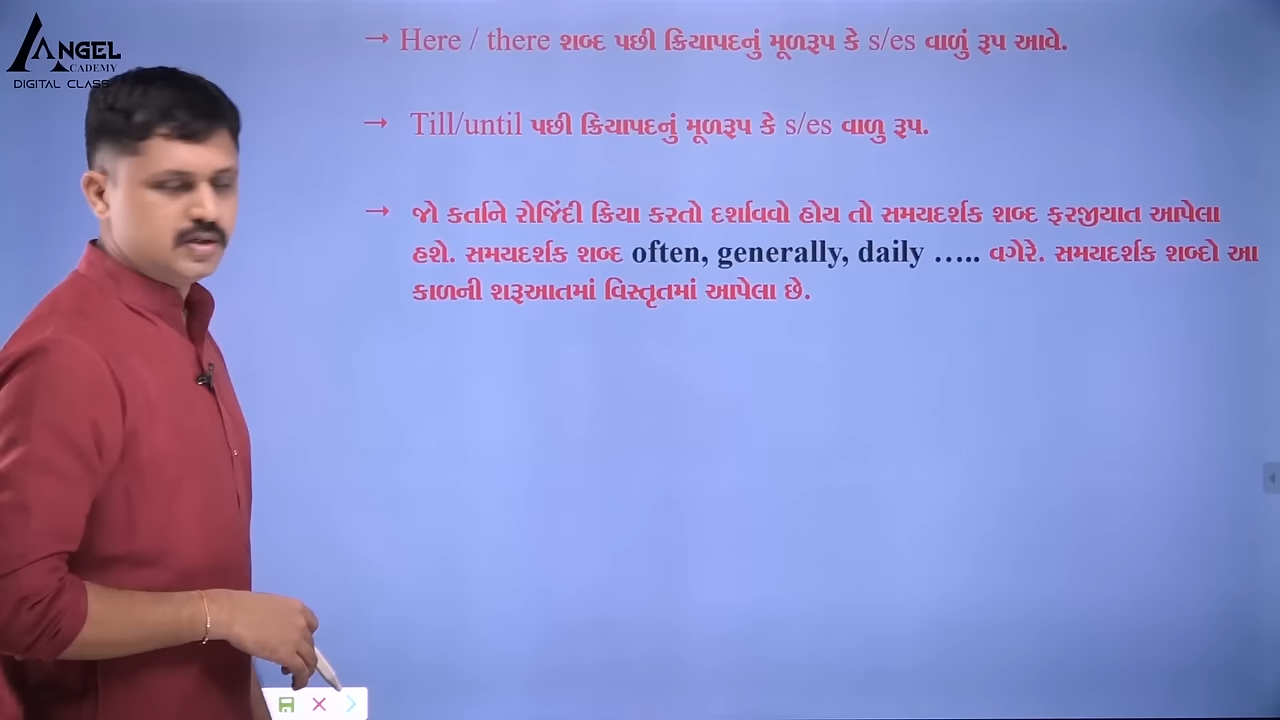 ANGEL
ACADEMY
DIGITAL CLASS
→ Here / there શબ્દ પછી ક્રિયાપદનું મૂળરૂપ કે s/es વાળું રૂપ આવે.
→ Till/until પછી ક્રિયાપદનું મૂળરૂપ કે s/es વાળુ રૂપ.
→ જો કર્તાને રોજિંદી ક્રિયા કરતો દર્શાવવો હોય તો સમયદર્શક શબ્દ ફરજીયાત આપેલા
હશે. સમયદર્શક શબ્દ often, generally, daily ….. વગેરે. સમયદર્શક શબ્દો આ
કાળની શરૂઆતમાં વિસ્તૃતમાં આપેલા છે.